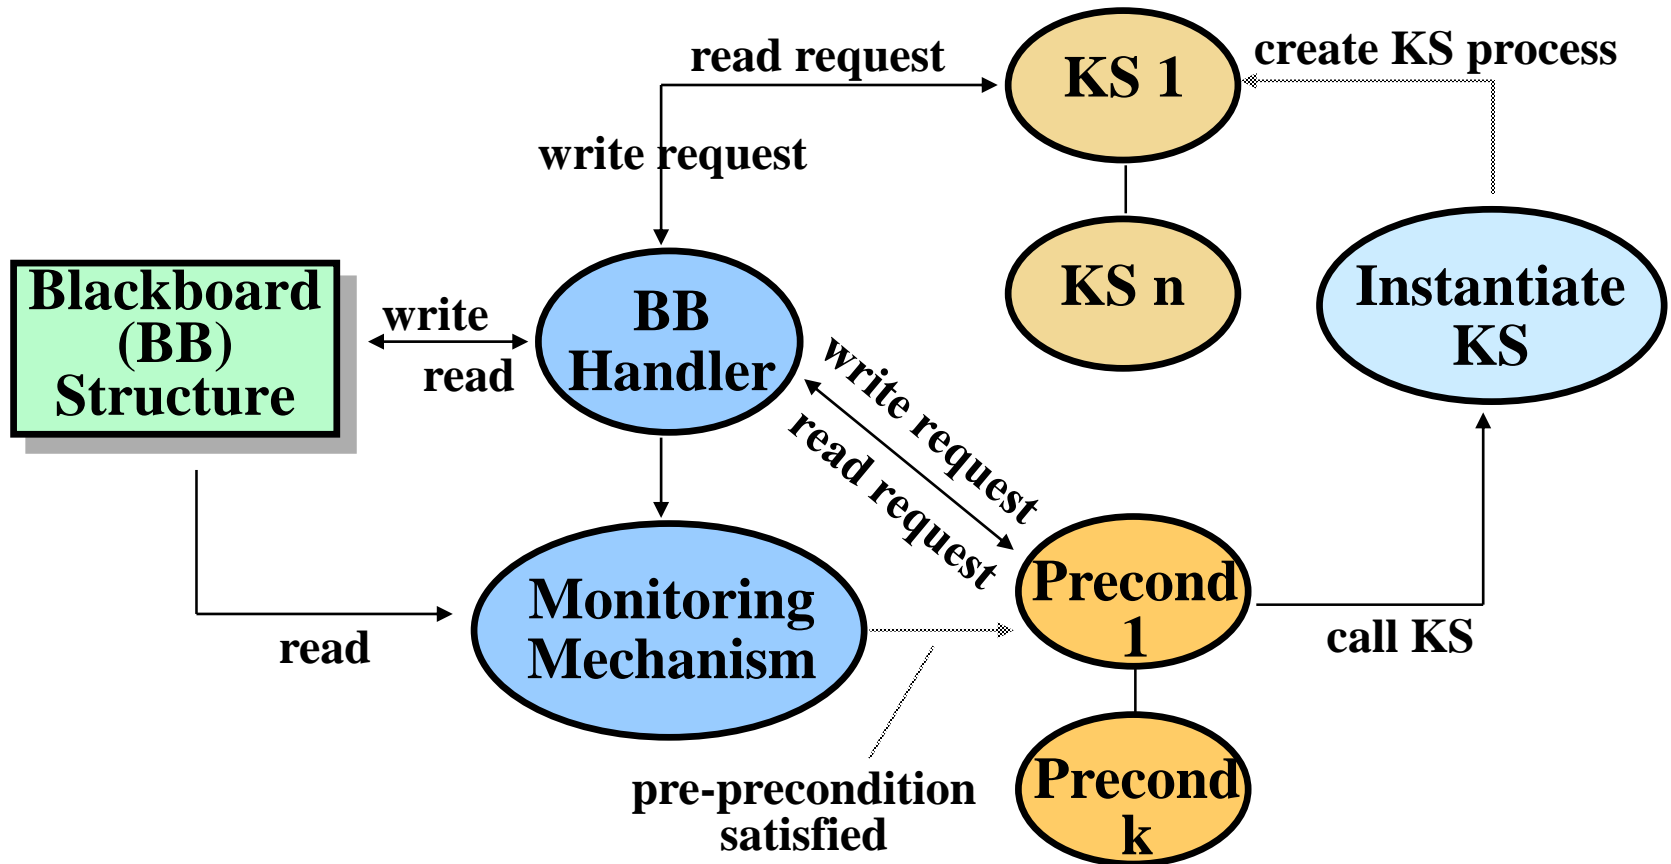 read request
KS 1
create KS process
write request
Blackboard
(BB)
Structure
write
read
BB
Handler
KS n
Instantiate
KS
write request
read request
Monitoring
Mechanism
Precond
1
call KS
read
pre-precondition
satisfied
Precond
k